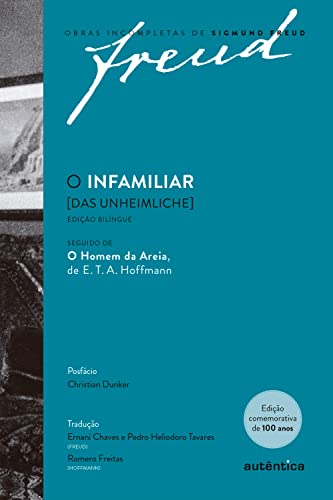 OBRAS INCOMPLETAS DE SIGMUND FREUD
freud
O INFAMILIAR
[DAS UNHEIMLICHE]
EDIÇÃO BILÍNGUE
SEGUIDO DE
O Homem da Areia,
de E. T. A. Hoffmann
Posfácio
Christian Dunker
Tradução
Ernani Chaves e Pedro Heliodoro Tavares
(FREUD)
Romero Freitas
(HOFFMANN)
Edição
comemorativa
de 100 anos
autêntica